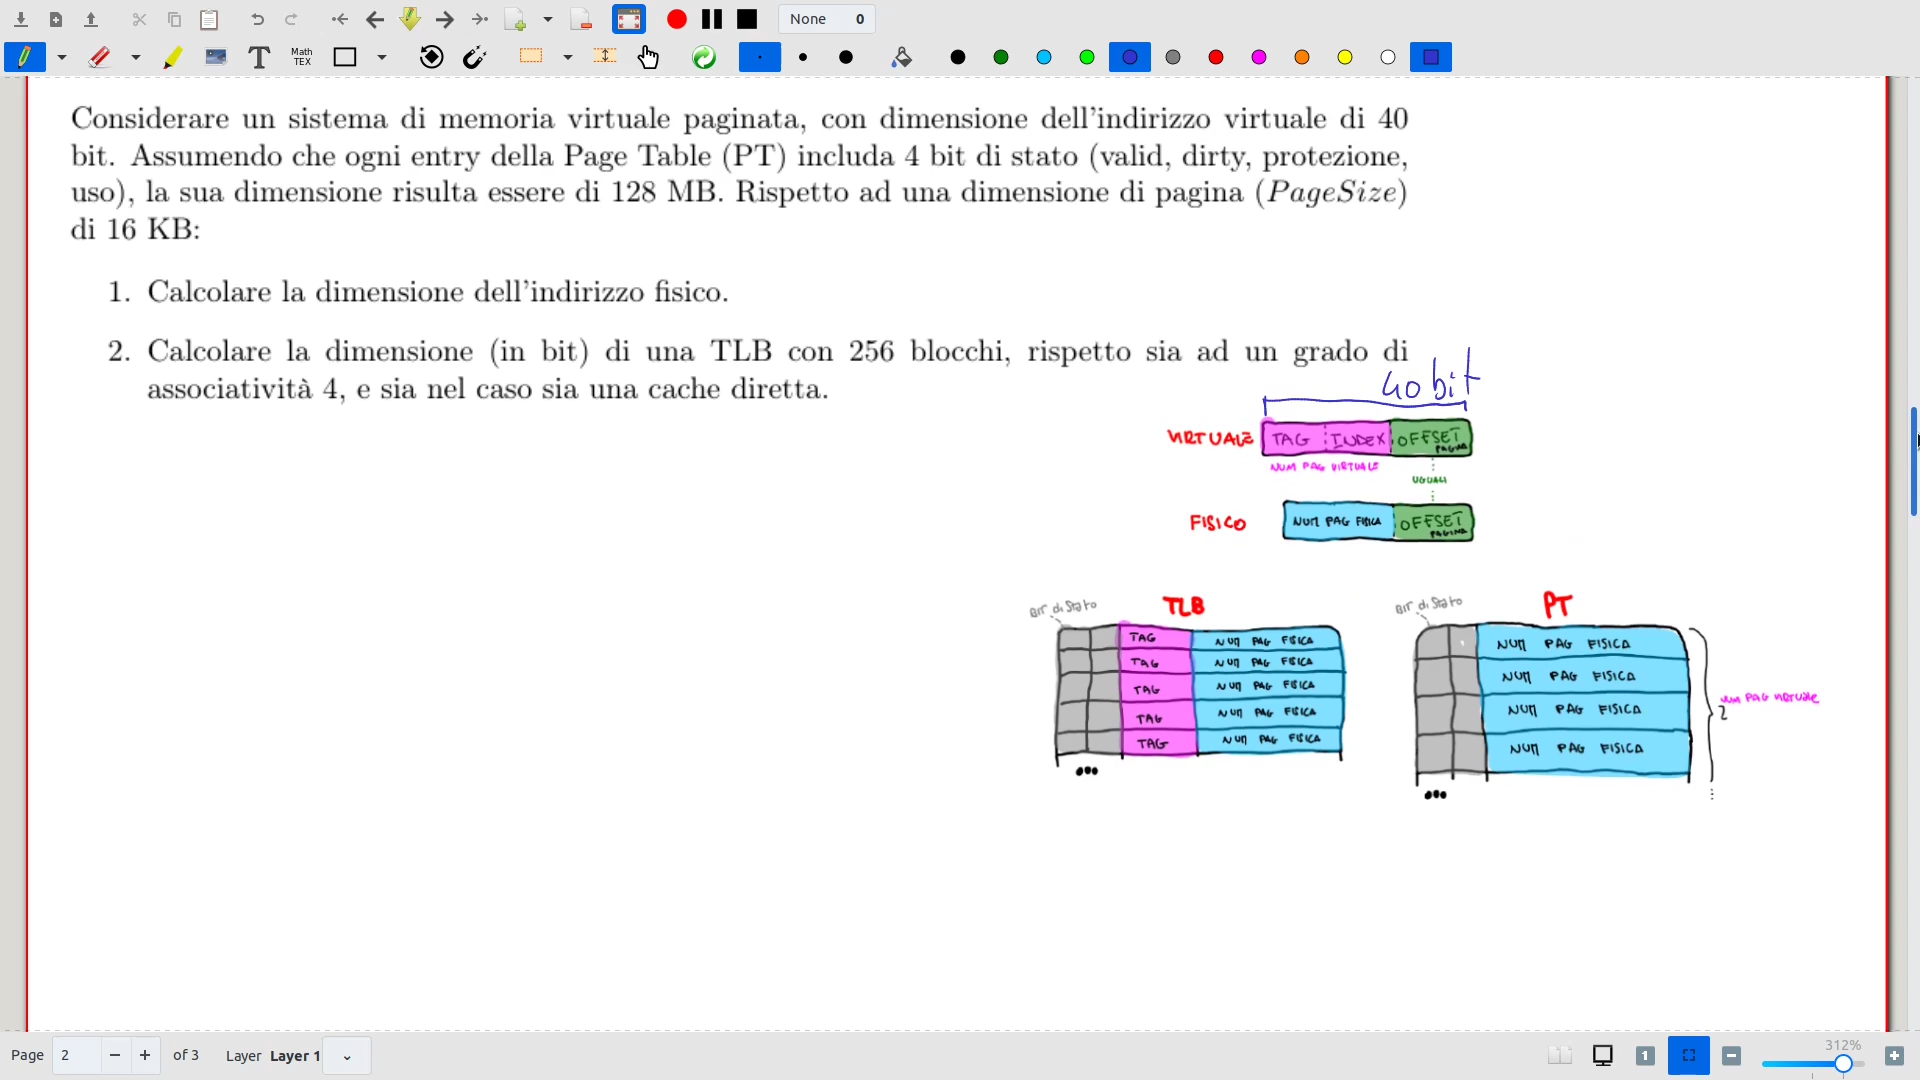 None 0
Math
TEX
Considerare un sistema di memoria virtuale paginata, con dimensione dell'indirizzo virtuale di 40
bit. Assumendo che ogni entry della Page Table (PT) includa 4 bit di stato (valid, dirty, protezione,
uso), la sua dimensione risulta essere di 128 MB. Rispetto ad una dimensione di pagina (PageSize)
di 16 KB:
1. Calcolare la dimensione dell'indirizzo fisico.
2. Calcolare la dimensione (in bit) di una TLB con 256 blocchi, rispetto sia ad un grado di
associatività 4, e sia nel caso sia una cache diretta.
40 bit
VIRTUALE TAG INDEX OFFSET
PAGINA
NUM PAG VIRTUALE
UGUALI
FISICO NUM PAG FISICA OFFSET
PAGINA
BIT di Stato TLB
TAG NUM PAG FISICA
TAG NUM PAG FISICA
TAG NUM PAG FISICA
TAG NUM PAG FISICA
TAG NUM PAG FISICA
...
BIT di Stato PT
NUM PAG FISICA
NUM PAG FISICA
NUM PAG FISICA
NUM PAG FISICA
...
2 NUM PAG VIRTUALE
Page 2 of 3 Layer Layer 1
1
312%